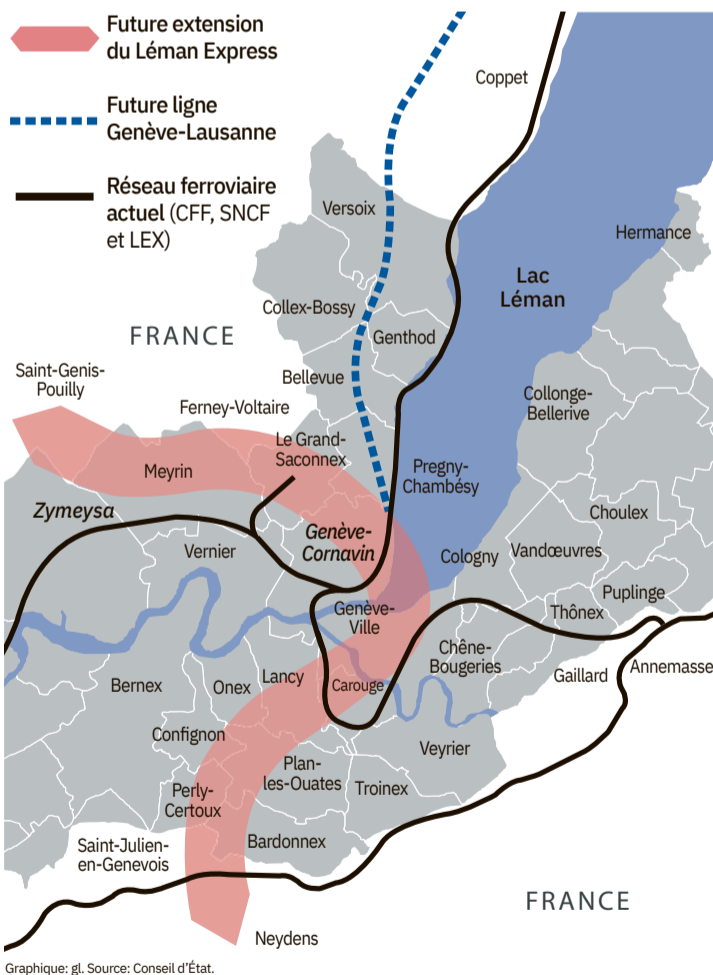 Future extension
du Léman Express
Future ligne
Genève-Lausanne
Réseau ferroviaire
actuel (CFF, SNCF
et LEX)
Coppet
Versoix
Hermance
Lac
Léman
Collex-Bossy
FRANCE
Genthod
Saint-Genis-
Pouilly
Bellevue
Ferney-Voltaire
Collonge-
Bellerive
Le Grand-
Saconnex
Meyrin
Pregny-
Chambésy
Zymeysa
Genève-
Cornavin
Choulex
Vernier
Cologny
Vandœuvres
Puplinge
Genève-
Ville
Thônex
Chêne-
Bougeries
Gaillard
Annemasse
Bernex
Onex
Lancy
Carouge
Confignon
Veyrier
Plan-
les-Ouates
Troinex
Perly-
Certoux
Saint-Julien-
en-Genevois
Bardonnex
FRANCE
Neydens
Graphique: gl. Source: Conseil d'État.